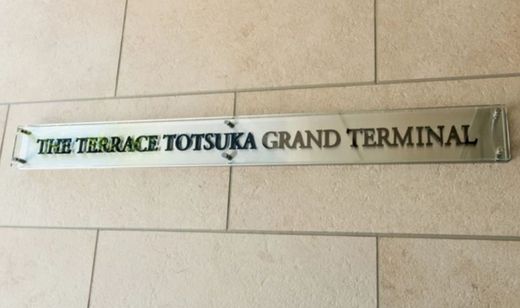 THE TERRACE TOTSUKA GRAND TERMINAL